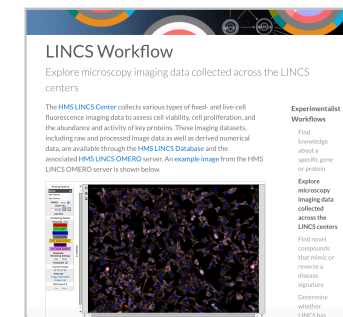 LINCS Workflow
Explore microscopy imaging data collected across the LINCS
centers
The HMS LINCS Center collects various types of fixed- and live-cell
fluorescence imaging data to assess cell viability, cell proliferation, and
the abundance and activity of key proteins. These imaging datasets,
including raw and processed image data as well as derived numerical
data, are available through the HMS LINCS Database and the
associated HMS LINCS OMERO server. An example image from the HMS
LINCS OMERO server is shown below.
Experimentalist
Workflows
Find
knowledge
about a
specific gene
or protein
Explore
microscopy
imaging data
collected
across the
LINCS centers
Find novel
compounds
that mimic or
reverse a
disease
signature
Determine
whether
LINCS has